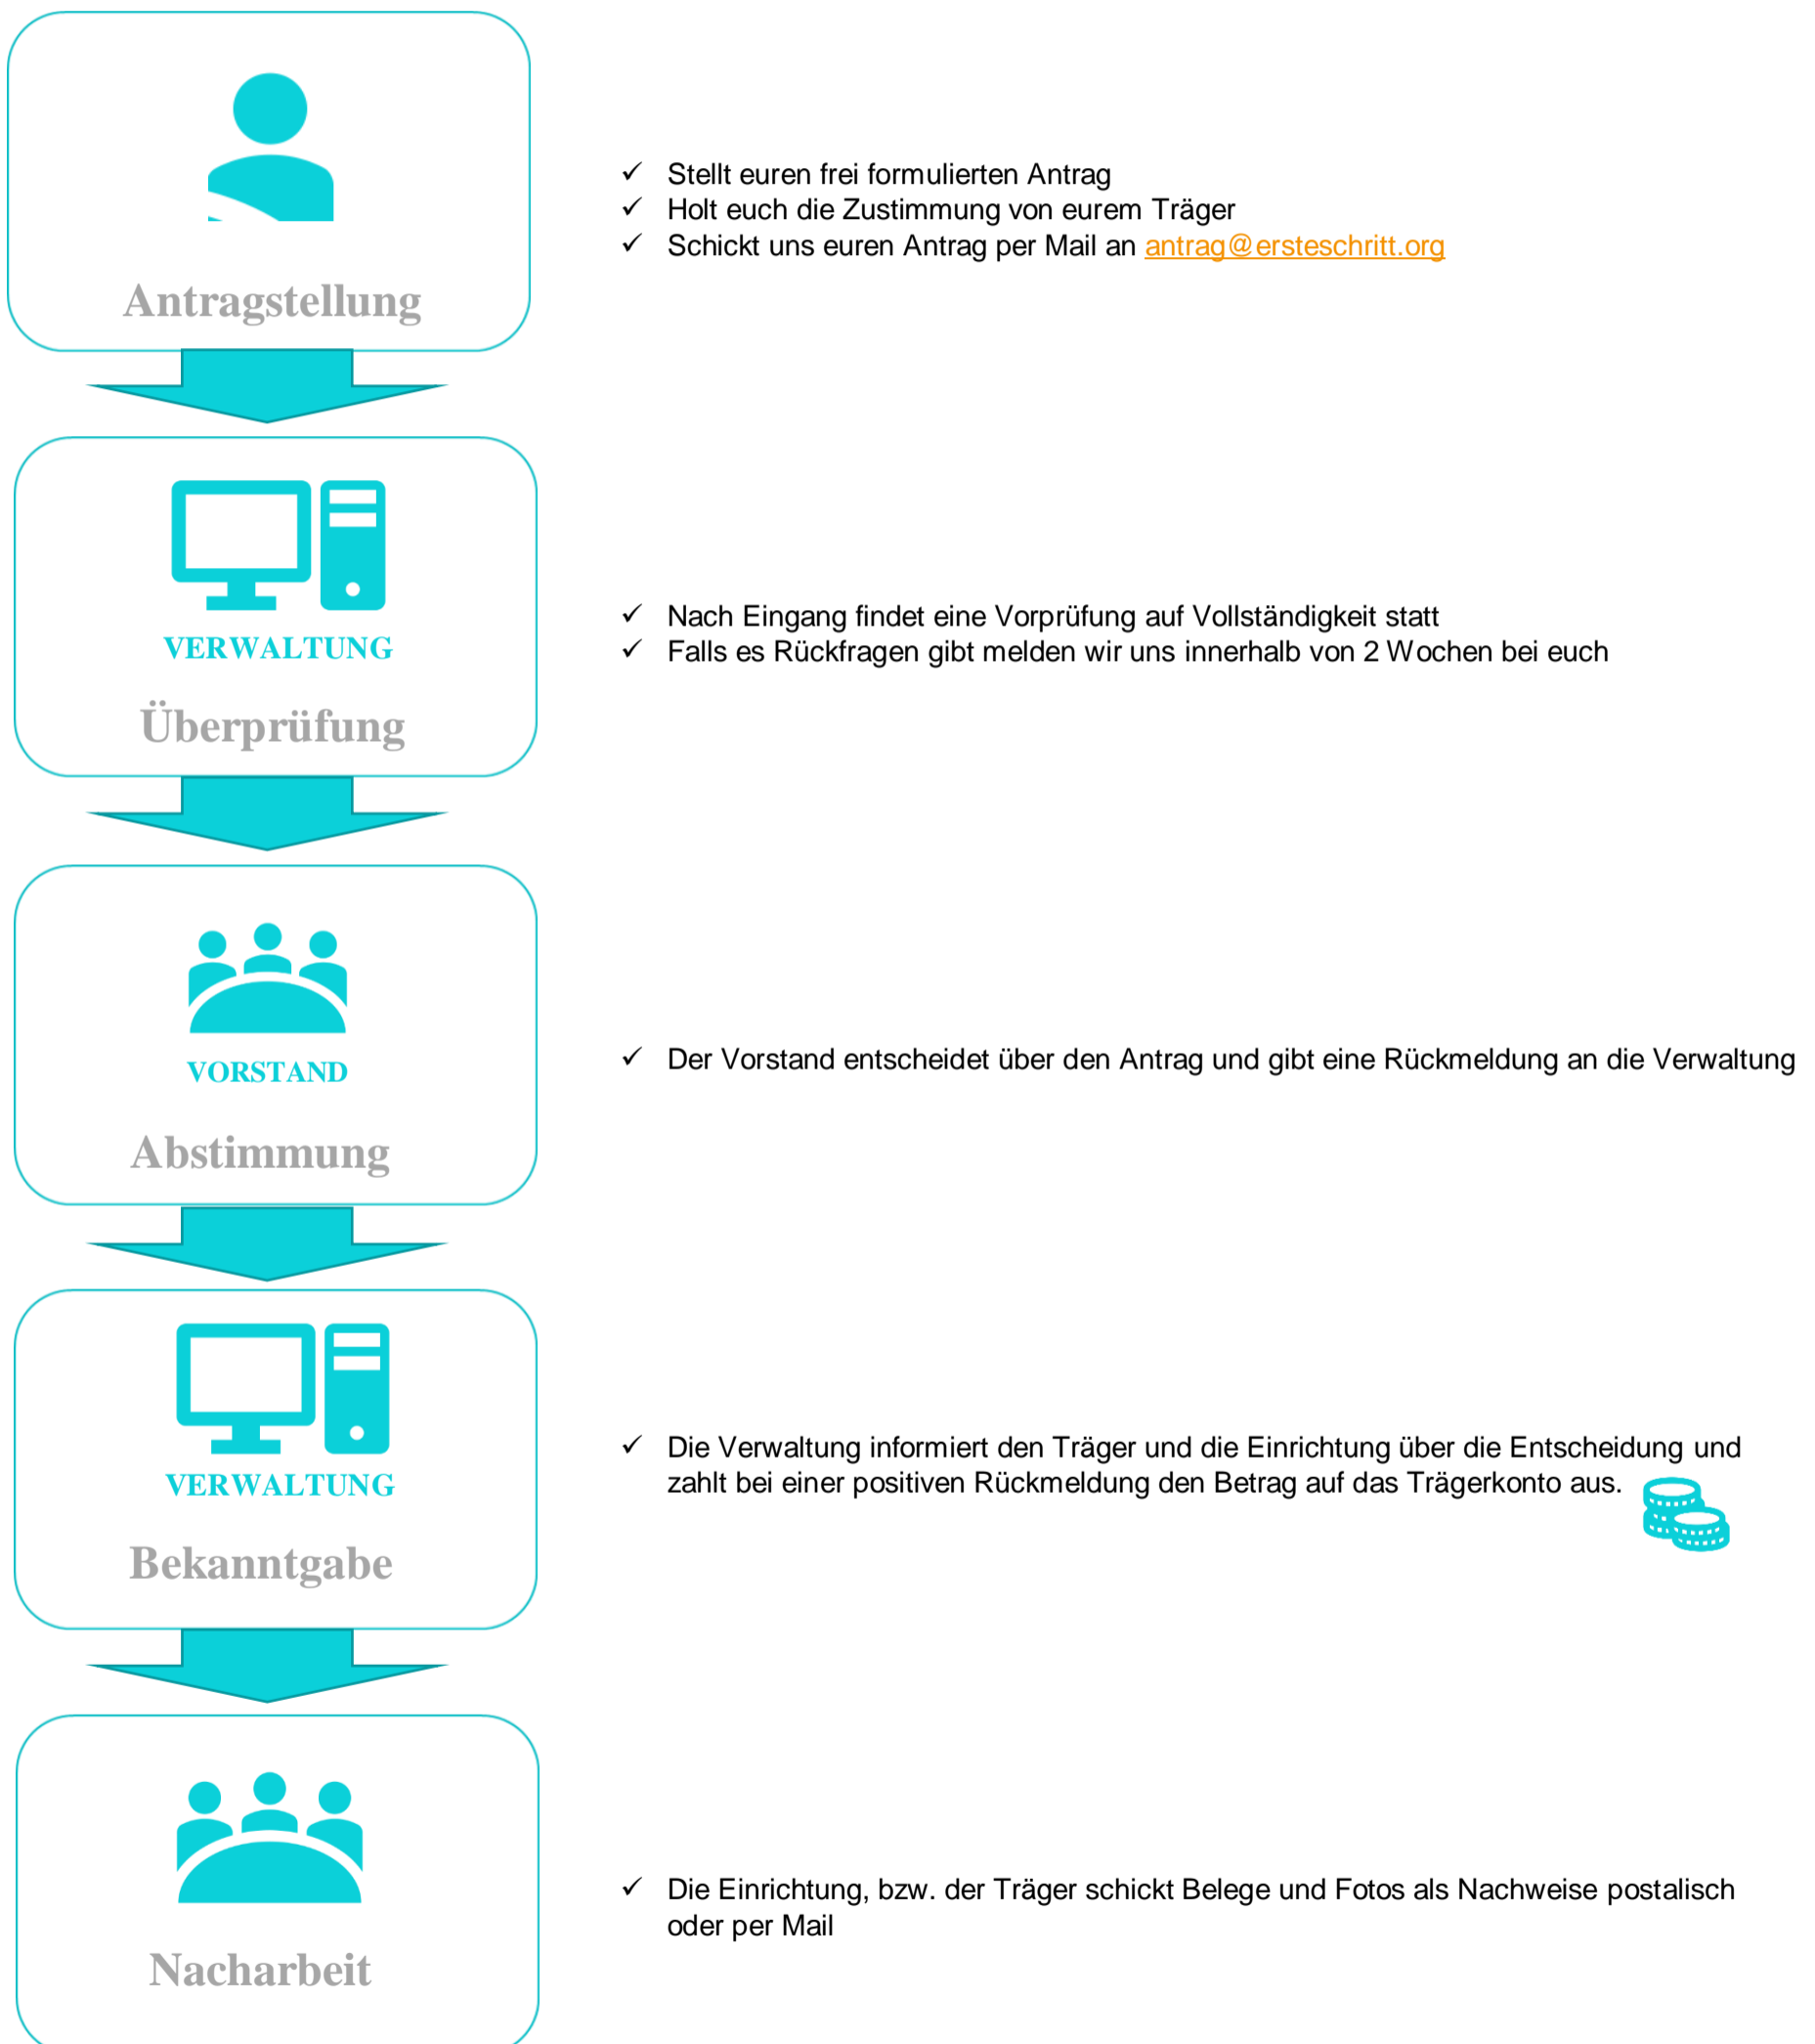 Antragstellung
✓ Stellt euren frei formulierten Antrag
✓ Holt euch die Zustimmung von eurem Träger
✓ Schickt uns euren Antrag per Mail an antrag@ersteschritt.org
VERWALTUNG
Überprüfung
✓ Nach Eingang findet eine Vorprüfung auf Vollständigkeit statt
✓ Falls es Rückfragen gibt melden wir uns innerhalb von 2 Wochen bei euch
VORSTAND
Abstimmung
✓ Der Vorstand entscheidet über den Antrag und gibt eine Rückmeldung an die Verwaltung
VERWALTUNG
Bekanntgabe
✓ Die Verwaltung informiert den Träger und die Einrichtung über die Entscheidung und
zahlt bei einer positiven Rückmeldung den Betrag auf das Trägerkonto aus.
Nacharbeit
✓ Die Einrichtung, bzw. der Träger schickt Belege und Fotos als Nachweise postalisch
oder per Mail